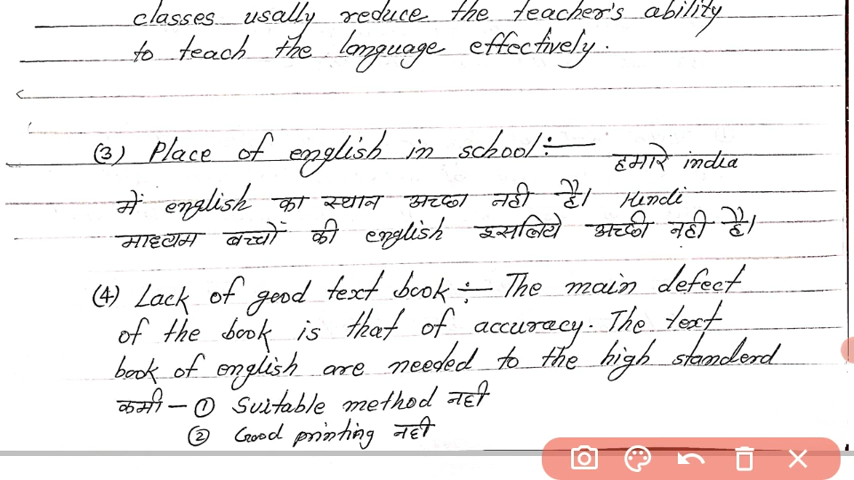 classes usally reduce the teacher's ability
to teach the language effectively.
(3) Place of english in school:— हमारे india
में english का स्थान अच्छा नही है। Hindi
माध्यम बच्चों की english इसलिये अच्छी नही है।
(4) Lack of good text book:— The main defect
of the book is that of accuracy. The text
book of english are needed to the high standerd
कमी — ① Suitable method नही
② Good printing नही